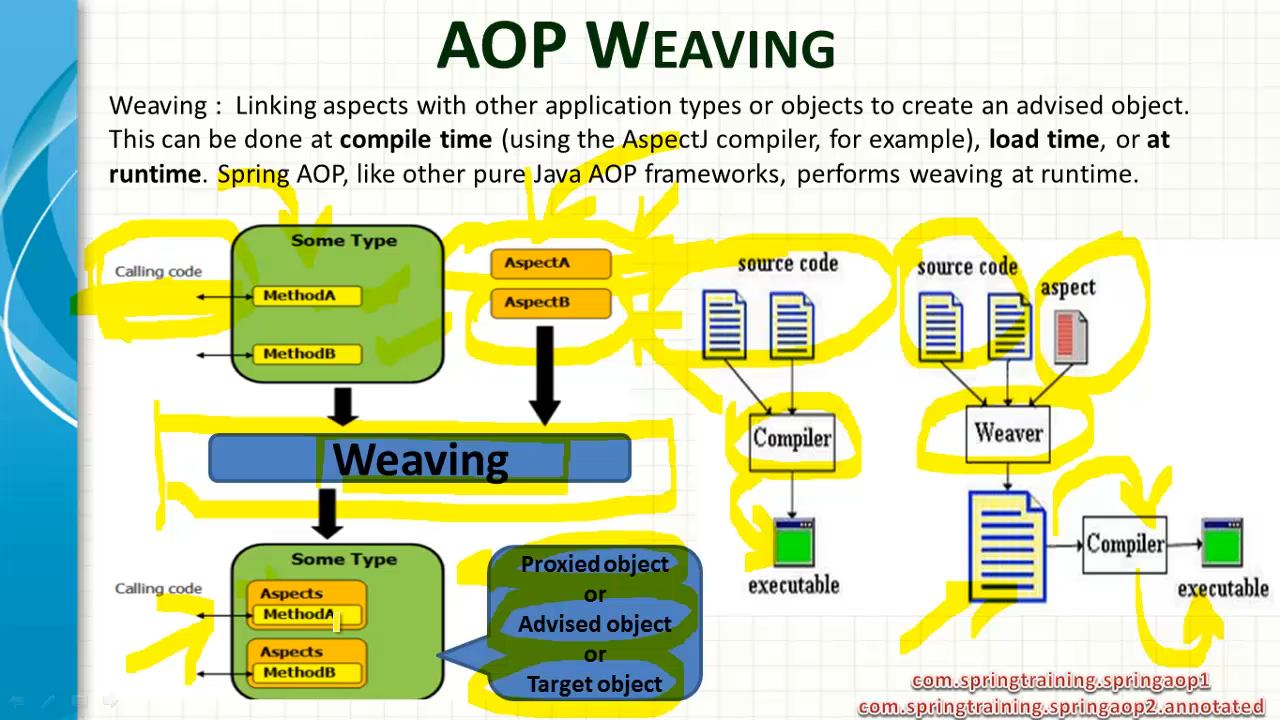 AOP WEAVING
Weaving : Linking aspects with other application types or objects to create an advised object.
This can be done at compile time (using the AspectJ compiler, for example), load time, or at
runtime. Spring AOP, like other pure Java AOP frameworks, performs weaving at runtime.
Some Type
Calling code
MethodA
MethodB
AspectA
AspectB
Weaving
Some Type
Calling code
Aspects
MethodA
Aspects
MethodB
Proxied object
or
Advised object
or
Target object
source code
Compiler
executable
source code
aspect
Weaver
Compiler
executable
com.springtraining.springaop1
com.springtraining.springaop2.annotated